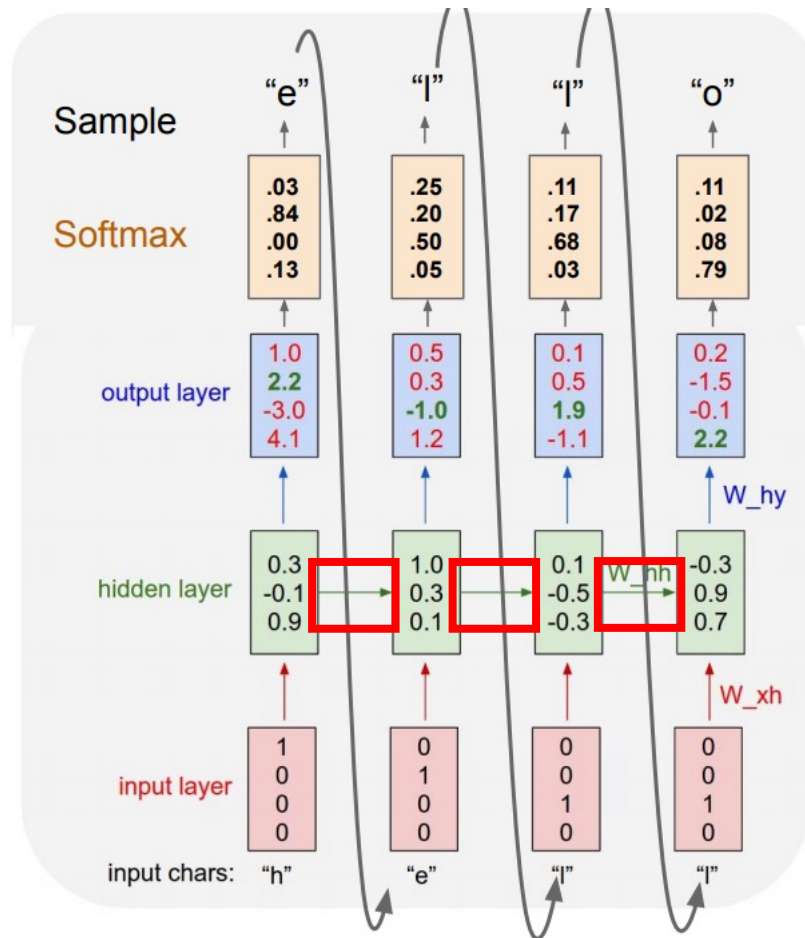 “e” “l” “l” “o”
Sample
.03 .25 .11 .11
.84 .20 .17 .02
.00 .50 .68 .08
.13 .05 .03 .79
Softmax
1.0 0.5 0.1 0.2
2.2 0.3 0.5 -1.5
-3.0 -1.0 1.9 -0.1
4.1 1.2 -1.1 2.2
output layer
W_hy
0.3 1.0 0.1 -0.3
-0.1 0.3 -0.5 0.9
0.9 0.1 -0.3 0.7
hidden layer
W_hh
W_xh
1 0 0 0
0 1 0 0
0 0 1 1
0 0 0 0
input layer
input chars: “h” “e” “l” “l”